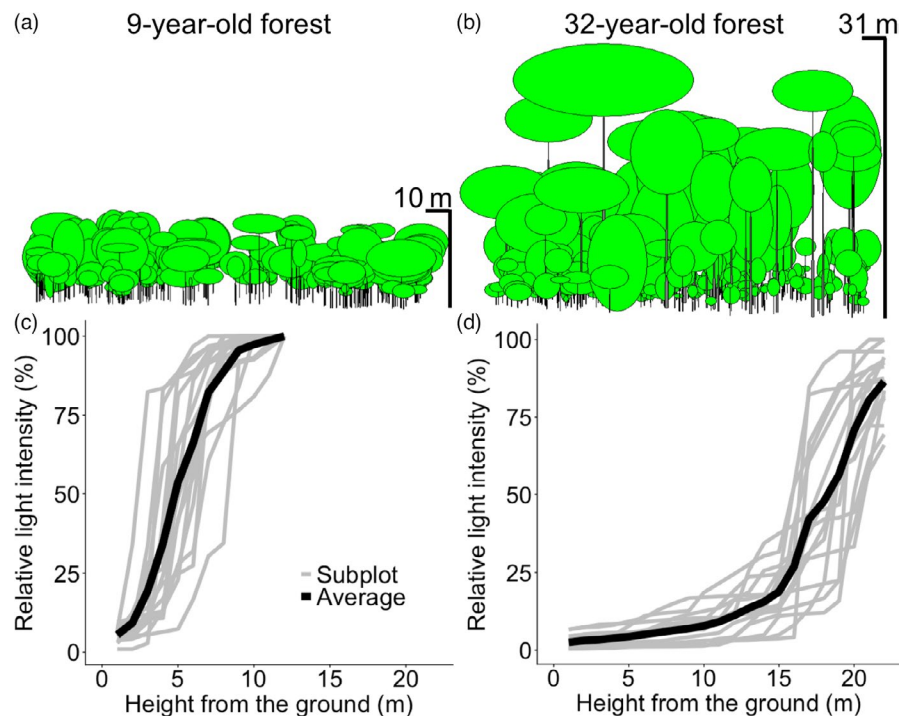 (a) 9-year-old forest
(b) 32-year-old forest 31 m
10 m
(c)
100
75
50
25
0
Relative light intensity (%)
Subplot
Average
0 5 10 15 20
Height from the ground (m)
(d)
100
75
50
25
0
Relative light intensity (%)
0 5 10 15 20
Height from the ground (m)